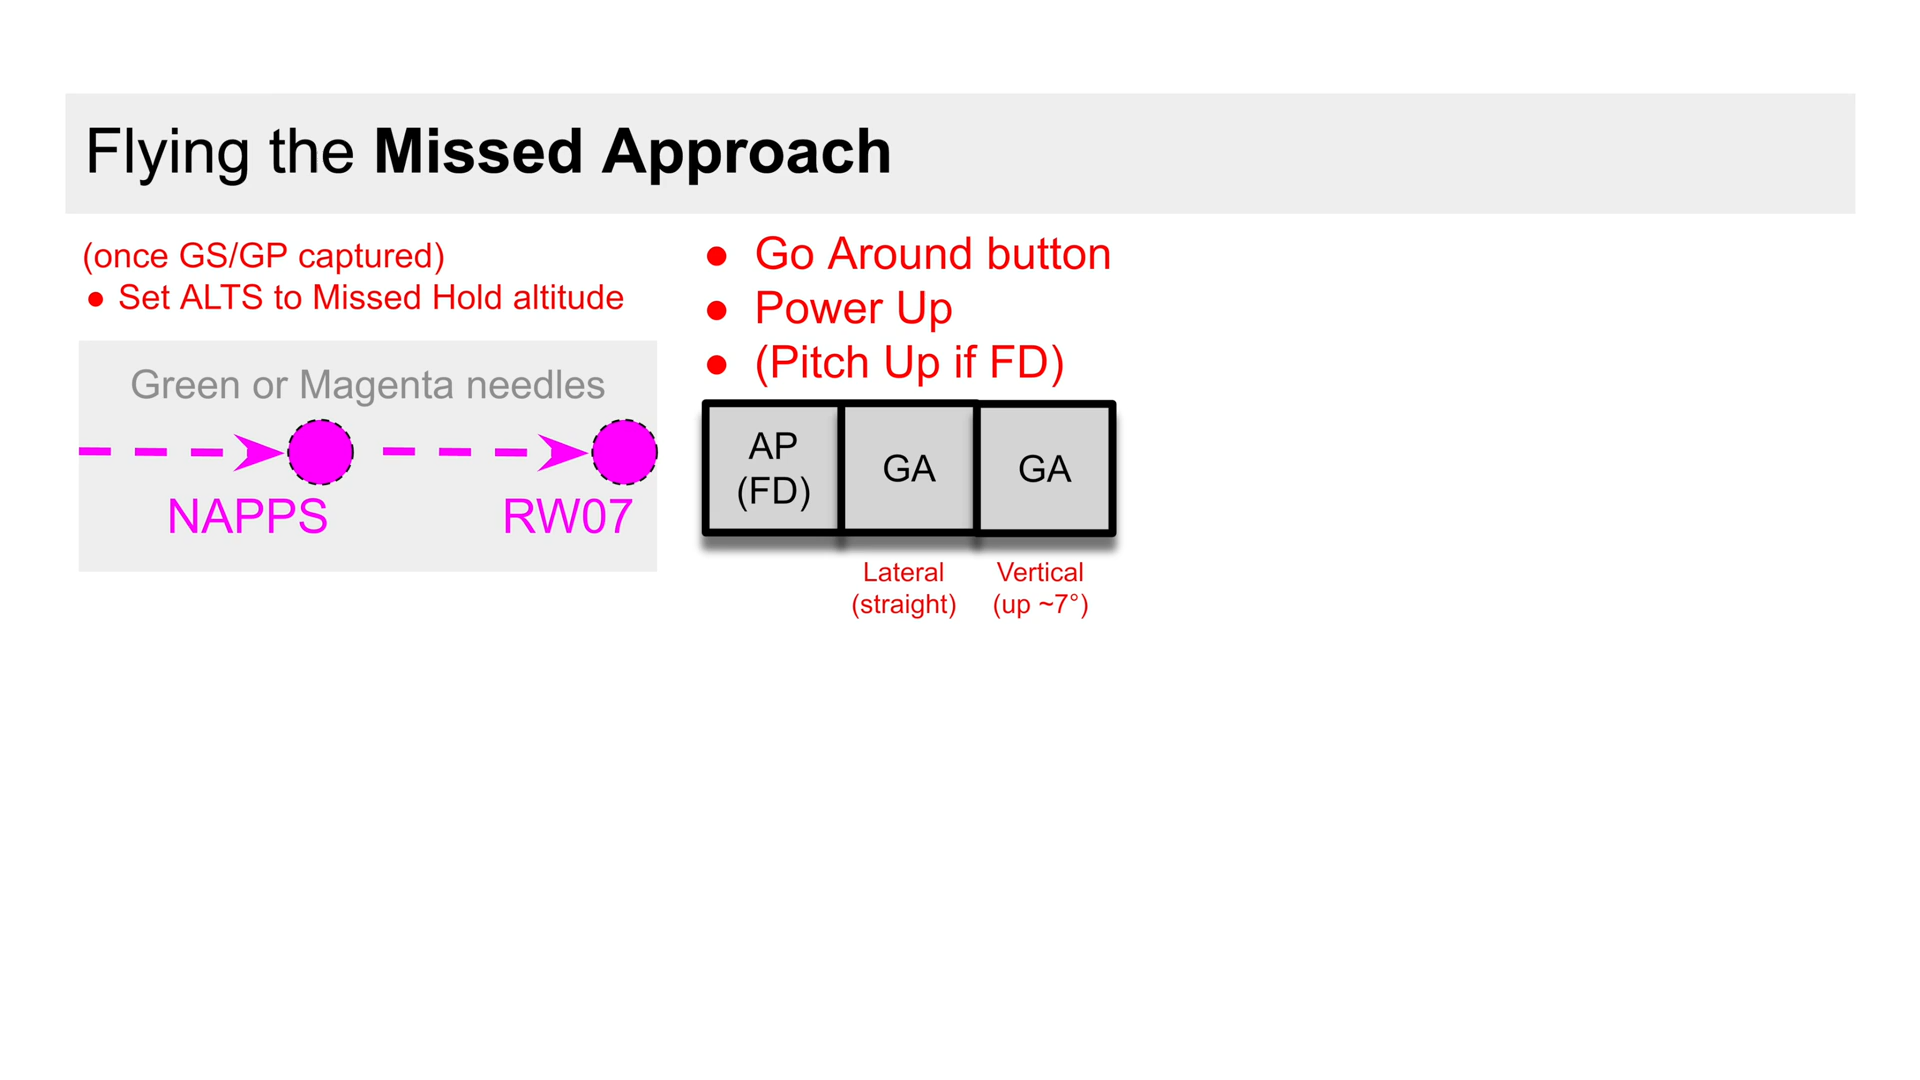 Flying the Missed Approach
(once GS/GP captured)
● Set ALTS to Missed Hold altitude
Green or Magenta needles
NAPPS
RW07
● Go Around button
● Power Up
● (Pitch Up if FD)
AP
(FD)
GA
GA
Lateral
(straight)
Vertical
(up ~7°)